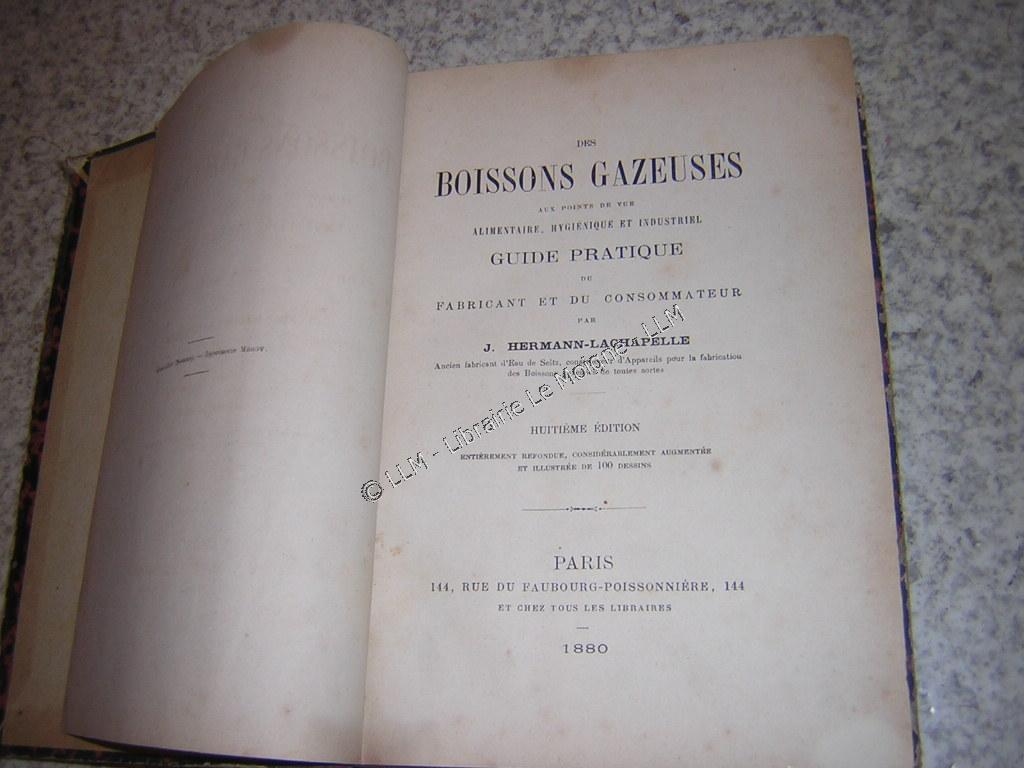 Imprimerie Moquet.
DES
BOISSONS GAZEUSES
AUX POINTS DE VUE
ALIMENTAIRE, HYGIÉNIQUE ET INDUSTRIEL
GUIDE PRATIQUE
DU
FABRICANT ET DU CONSOMMATEUR
PAR
J. HERMANN-LACHAPELLE
Ancien fabricant d'Eau de Seltz, d'Appareils pour la fabrication
des Boissons de toutes sortes
HUITIÈME ÉDITION
ENTIÈREMENT REFONDUE, CONSIDÉRABLEMENT AUGMENTÉE
ET ILLUSTRÉE DE 100 DESSINS
PARIS
144, RUE DU FAUBOURG-POISSONNIÈRE, 144
ET CHEZ TOUS LES LIBRAIRES
1880
© LLM - Librairie Le Moigne - LLM